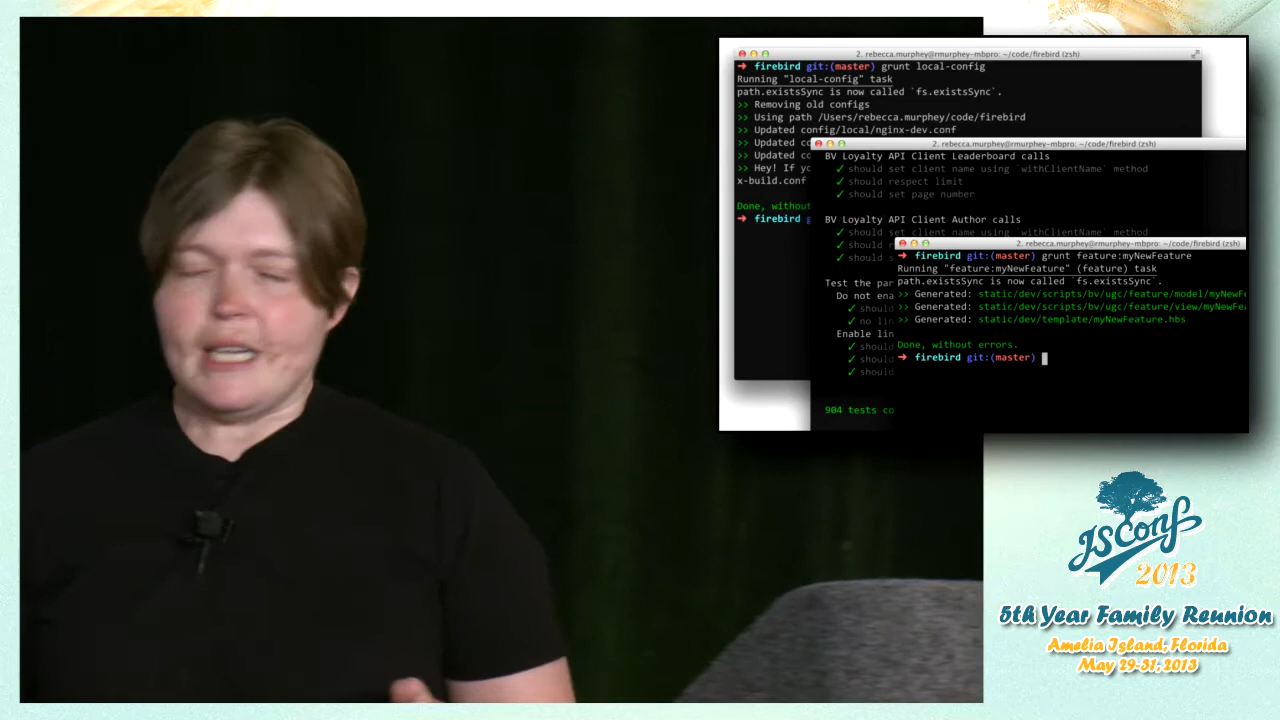 2. rebecca.murphey@rmurphey-mbpro: ~/code/firebird (zsh)
➜ firebird git:(master) grunt local-config
Running "local-config" task
path.existsSync is now called `fs.existsSync`.
>> Removing old configs
>> Using path /Users/rebecca.murphey/code/firebird
>> Updated config/local/nginx-dev.conf
>> Updated
>> Updated
>> Hey! If
x-build.conf
Done, without
➜ firebird
2. rebecca.murphey@rmurphey-mbpro: ~/code/firebird (zsh)
BV Loyalty API Client Leaderboard calls
✓ should set client name using `withClientName` method
✓ should respect limit
✓ should set page number
BV Loyalty API Client Author calls
✓ should set client name using `withClientName` method
✓ should
✓ should
Test the par
Do not ena
✓ should
✓ no lin
Enable lin
✓ should
✓ should
✓ should
904 tests co
2. rebecca.murphey@rmurphey-mbpro: ~/code/firebird (zsh)
➜ firebird git:(master) grunt feature:myNewFeature
Running "feature:myNewFeature" (feature) task
path.existsSync is now called `fs.existsSync`.
>> Generated: static/dev/scripts/bv/ugc/feature/model/myNewFe
>> Generated: static/dev/scripts/bv/ugc/feature/view/myNewFea
>> Generated: static/dev/template/myNewFeature.hbs
Done, without errors.
➜ firebird git:(master)
JSConf
2013
5th Year Family Reunion
Amelia Island, Florida
May 29-31, 2013